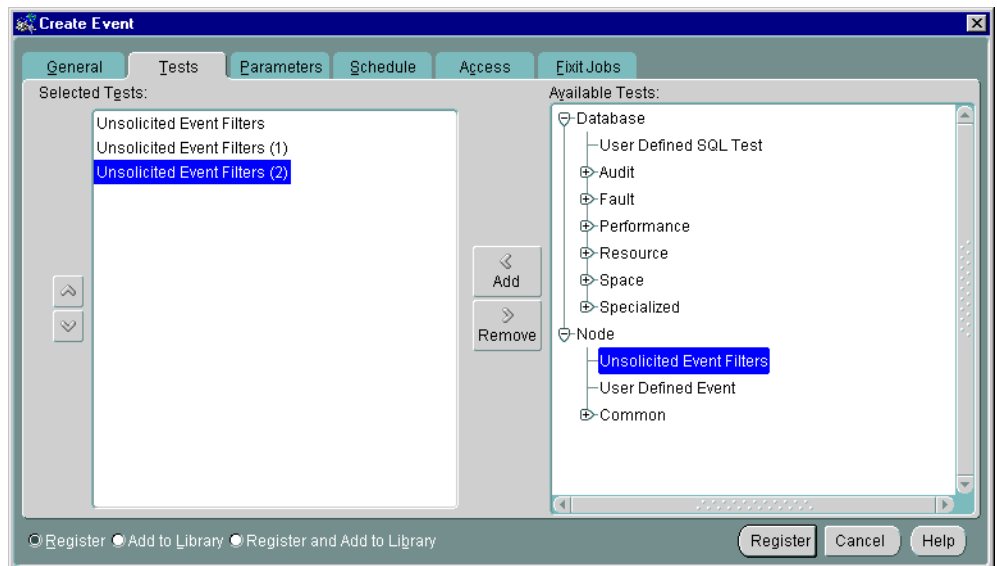 Create Event
General Tests Parameters Schedule Access Fixit Jobs
Selected Tests:
Unsolicited Event Filters
Unsolicited Event Filters (1)
Unsolicited Event Filters (2)
Add
Remove
Available Tests:
Database
User Defined SQL Test
Audit
Fault
Performance
Resource
Space
Specialized
Node
Unsolicited Event Filters
User Defined Event
Common
Register Add to Library Register and Add to Library
Register Cancel Help